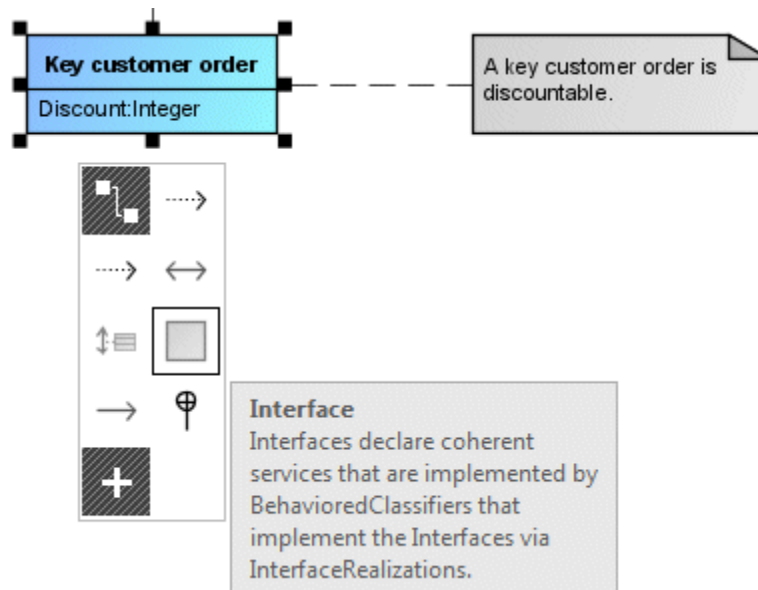 Key customer order
Discount:Integer
A key customer order is
discountable.
Interface
Interfaces declare coherent
services that are implemented by
BehavioredClassifiers that
implement the Interfaces via
InterfaceRealizations.